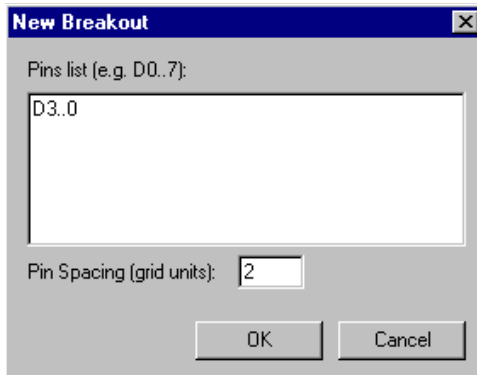 New Breakout
Pins list (e.g. D0..7):
D3..0
Pin Spacing (grid units): 2
OK Cancel